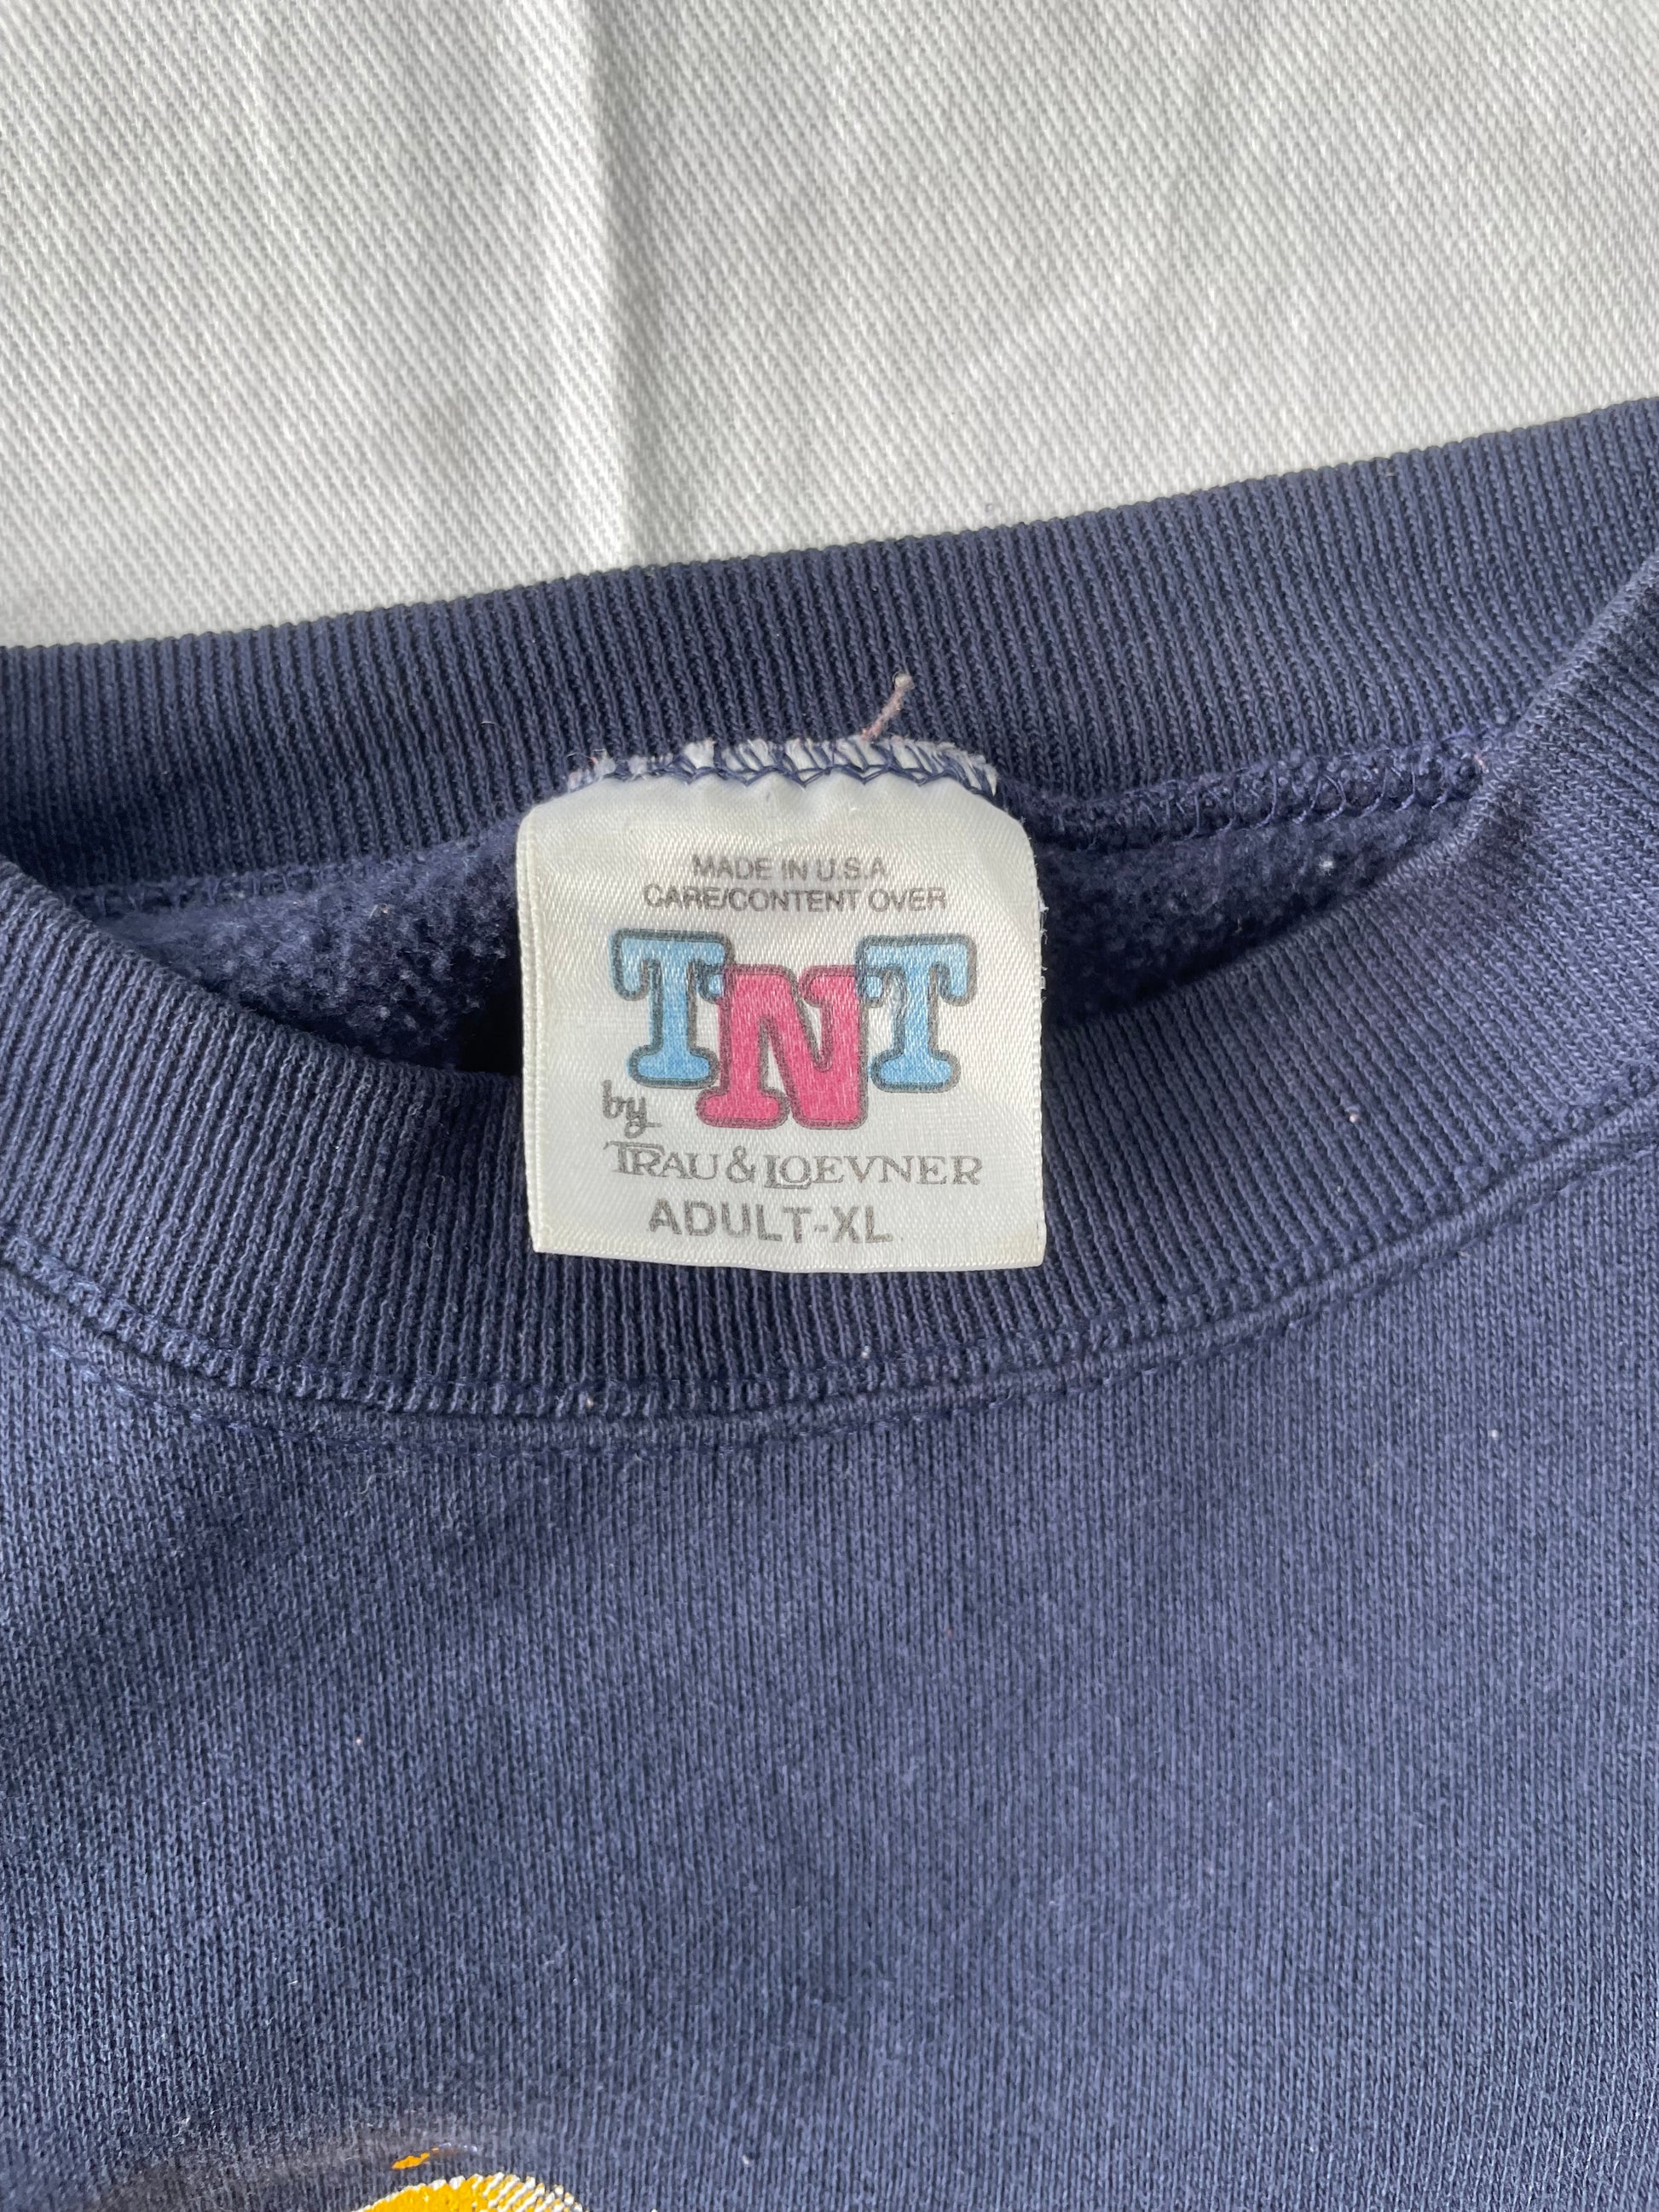 MADE IN U.S.A
CARE/CONTENT OVER
TNT
by
TRAU & LOEVNER
ADULT-XL